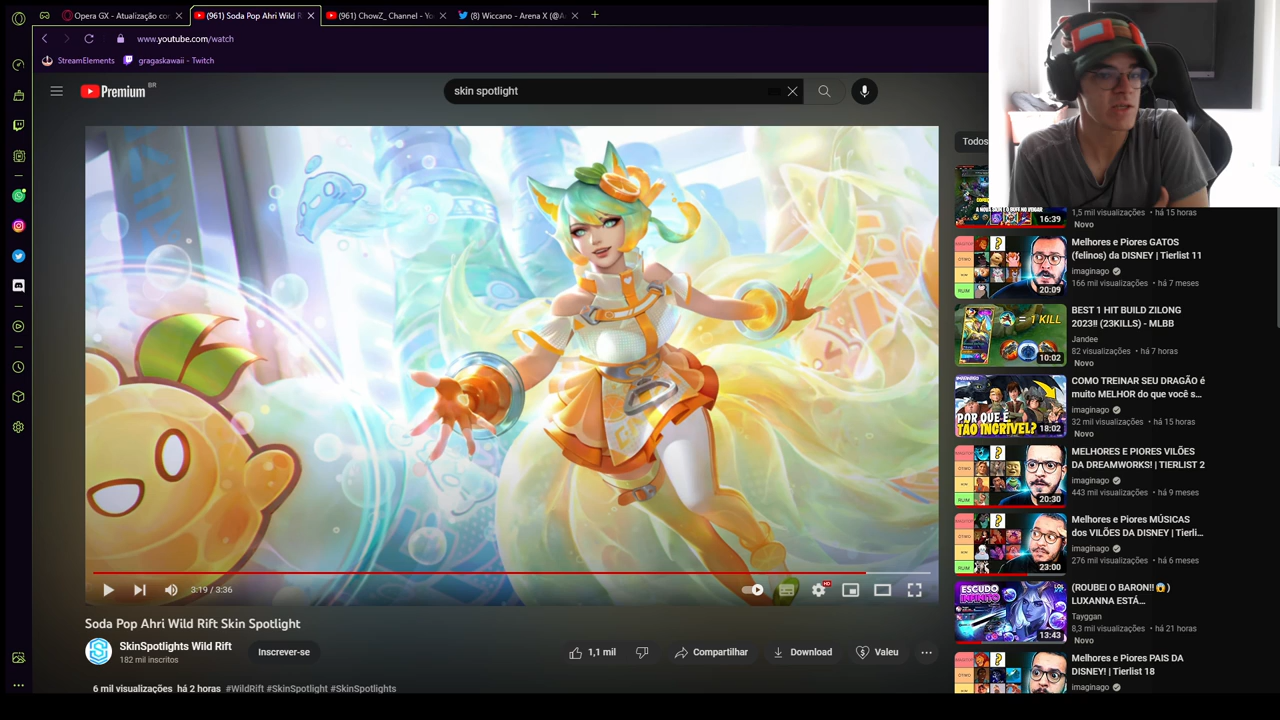 Opera GX - Atualização co
(961) Soda Pop Ahri Wild R
(961) ChowZ_ Channel - Yo
(8) Wiccano - Arena X (@A
www.youtube.com/watch
StreamElements
gragaskawaii - Twitch
Premium BR
skin spotlight
Todos
16:39
1,5 mil visualizações • há 15 horas
Novo
Melhores e Piores GATOS
(felinos) da DISNEY | Tierlist 11
imaginago
166 mil visualizações • há 7 meses
20:09
BEST 1 HIT BUILD ZILONG
2023!! (23KILLS) - MLBB
Jandee
82 visualizações • há 7 horas
Novo
= 1 KILL
10:02
COMO TREINAR SEU DRAGÃO é
muito MELHOR do que você s...
imaginago
32 mil visualizações • há 15 horas
Novo
POR QUE É
TÃO INCRÍVEL?
18:02
MELHORES E PIORES VILÕES
DA DREAMWORKS! | TIERLIST 2
imaginago
443 mil visualizações • há 9 meses
RUIM
20:30
Melhores e Piores MÚSICAS
dos VILÕES DA DISNEY | Tierli...
imaginago
276 mil visualizações • há 6 meses
RUIM
23:00
(ROUBEI O BARON!!😱)
LUXANNA ESTÁ...
Tayggan
8,3 mil visualizações • há 21 horas
Novo
ESCUDO
INFINITO
13:43
Melhores e Piores PAIS DA
DISNEY! | Tierlist 18
imaginago
3:19 / 3:36
HD
Soda Pop Ahri Wild Rift Skin Spotlight
SkinSpotlights Wild Rift
182 mil inscritos
Inscrever-se
1,1 mil
Compartilhar
Download
Valeu
6 mil visualizações há 2 horas #WildRift #SkinSpotlight #SkinSpotlights